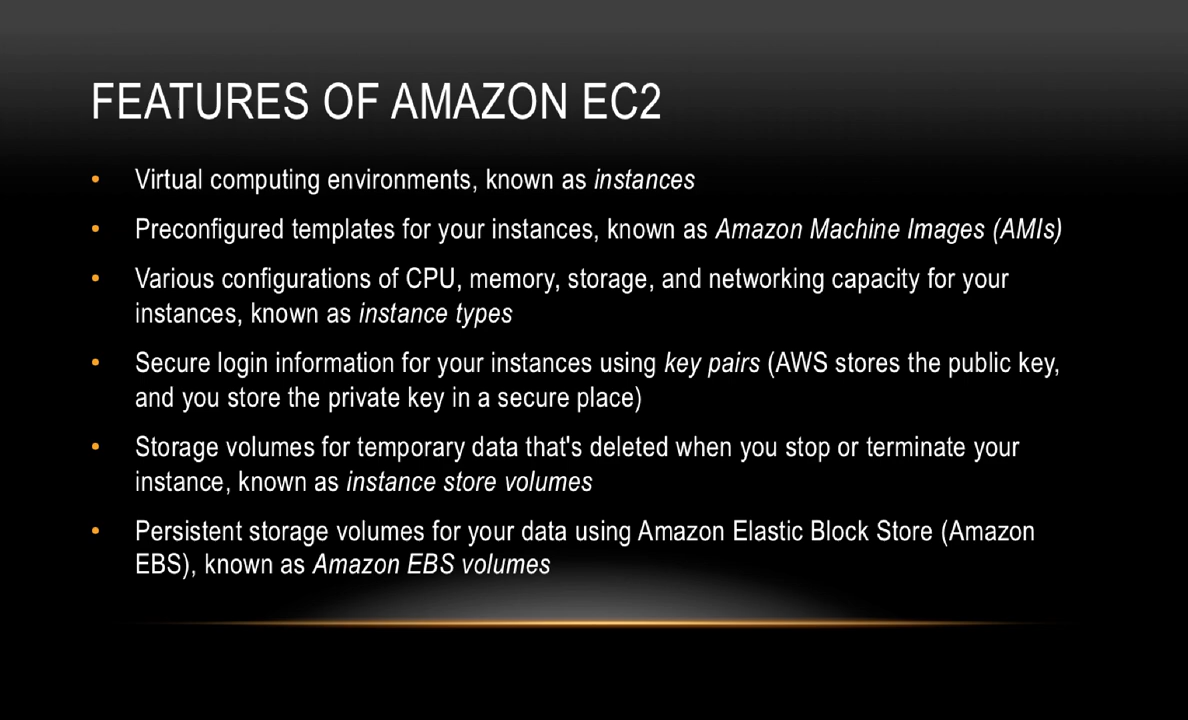 FEATURES OF AMAZON EC2
• Virtual computing environments, known as instances
• Preconfigured templates for your instances, known as Amazon Machine Images (AMIs)
• Various configurations of CPU, memory, storage, and networking capacity for your
instances, known as instance types
• Secure login information for your instances using key pairs (AWS stores the public key,
and you store the private key in a secure place)
• Storage volumes for temporary data that's deleted when you stop or terminate your
instance, known as instance store volumes
• Persistent storage volumes for your data using Amazon Elastic Block Store (Amazon
EBS), known as Amazon EBS volumes